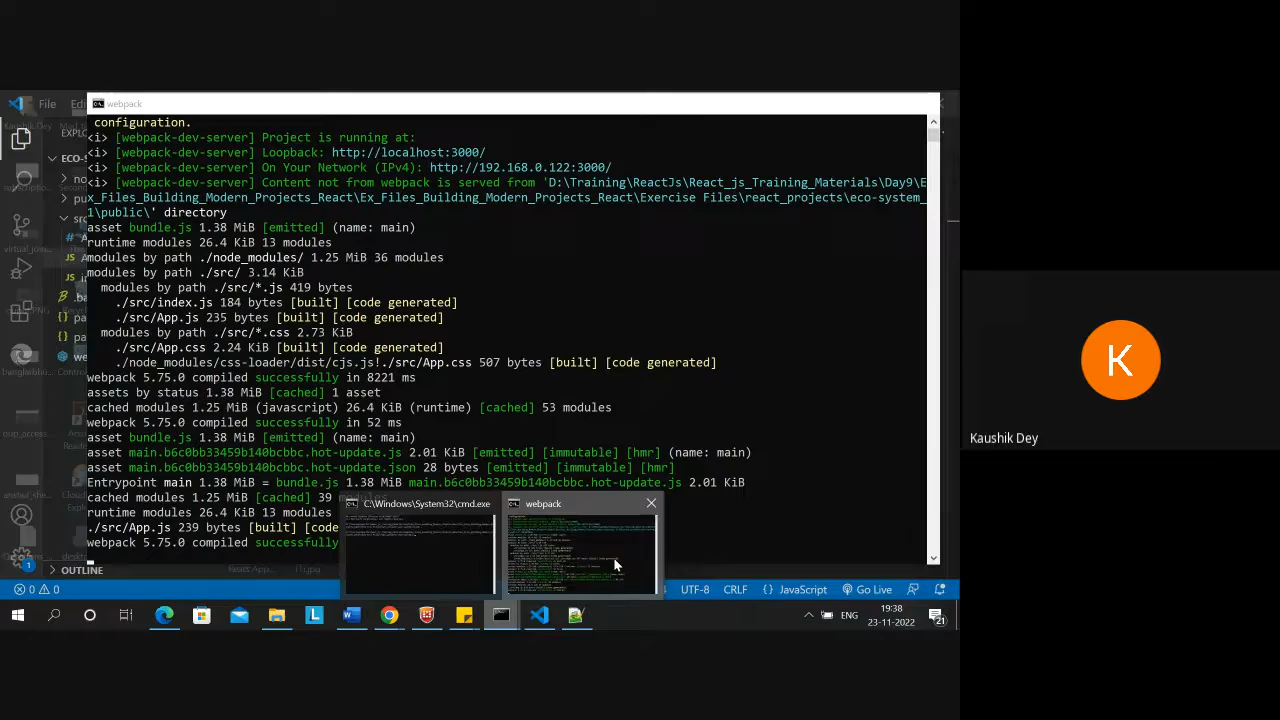 File
Edi
webpack
configuration.
<i> [webpack-dev-server] Project is running at:
<i> [webpack-dev-server] Loopback: http://localhost:3000/
<i> [webpack-dev-server] On Your Network (IPv4): http://192.168.0.122:3000/
<i> [webpack-dev-server] Content not from webpack is served from 'D:\Training\ReactJs\React_js_Training_Materials\Day9\E
x_Files_Building_Modern_Projects_React\Ex_Files_Building_Modern_Projects_React\Exercise Files\react_projects\eco-system_
1\public\' directory
asset bundle.js 1.38 MiB [emitted] (name: main)
runtime modules 26.4 KiB 13 modules
modules by path ./node_modules/ 1.25 MiB 36 modules
modules by path ./src/ 3.14 KiB
modules by path ./src/*.js 419 bytes
./src/index.js 184 bytes [built] [code generated]
./src/App.js 235 bytes [built] [code generated]
modules by path ./src/*.css 2.73 KiB
./src/App.css 2.24 KiB [built] [code generated]
./node_modules/css-loader/dist/cjs.js!./src/App.css 507 bytes [built] [code generated]
webpack 5.75.0 compiled successfully in 8221 ms
assets by status 1.38 MiB [cached] 1 asset
cached modules 1.25 MiB (javascript) 26.4 KiB (runtime) [cached] 53 modules
webpack 5.75.0 compiled successfully in 52 ms
asset bundle.js 1.38 MiB [emitted] (name: main)
asset main.b6c0bb33459b140bcbbc.hot-update.js 2.01 KiB [emitted] [immutable] [hmr] (name: main)
asset main.b6c0bb33459b140bcbbc.hot-update.json 28 bytes [emitted] [immutable] [hmr]
Entrypoint main 1.38 MiB = bundle.js 1.38 MiB main.b6c0bb33459b140bcbbc.hot-update.js 2.01 KiB
cached modules 1.25 MiB [cached] 39 modules
runtime modules 26.4 KiB 13 modules
./src/App.js 239 bytes [built] [code
webpack 5.75.0 compiled successfully
C:\Windows\System32\cmd.exe
webpack
OUTLINE
0 0
UTF-8 CRLF {} JavaScript Go Live
ENG
19:38
23-11-2022
21
K
Kaushik Dey